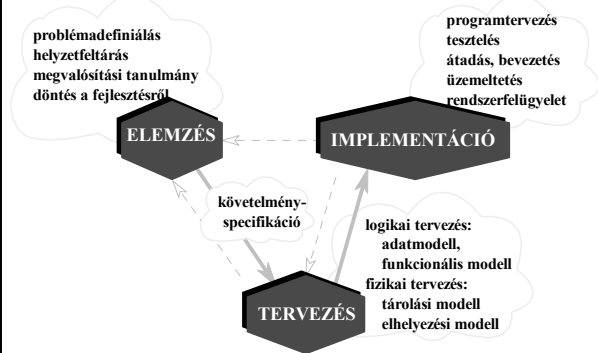 problémadefiniálás
helyzetfeltárás
megvalósítási tanulmány
döntés a fejlesztésről
programtervezés
tesztelés
átadás, bevezetés
üzemeltetés
rendszerfelügyelet
ELEMZÉS
IMPLEMENTÁCIÓ
követelmény-
specifikáció
logikai tervezés:
adatmodell,
funkcionális modell
fizikai tervezés:
tárolási modell
elhelyezési modell
TERVEZÉS